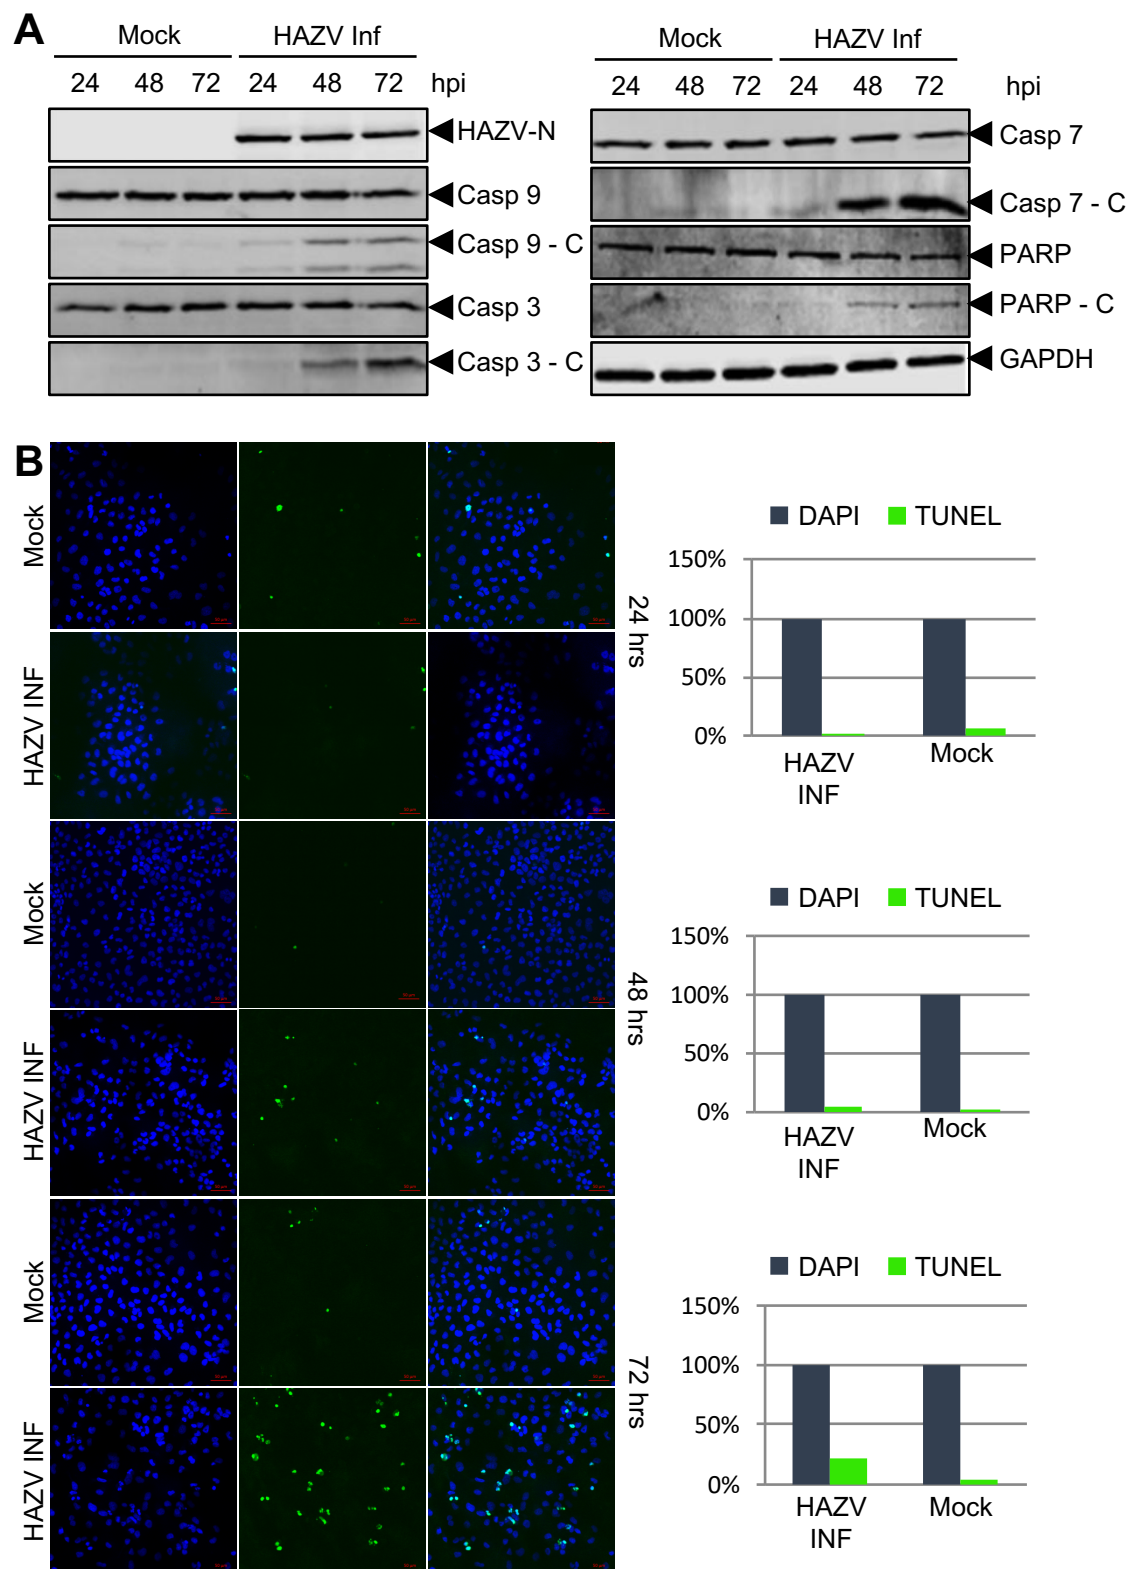 A
Mock HAZV Inf
24 48 72 24 48 72 hpi
HAZV-N
Casp 9
Casp 9 - C
Casp 3
Casp 3 - C
Mock HAZV Inf
24 48 72 24 48 72 hpi
Casp 7
Casp 7 - C
PARP
PARP - C
GAPDH
B
Mock
HAZV INF
Mock
HAZV INF
Mock
HAZV INF
24 hrs
DAPI TUNEL
150%
100%
50%
0%
HAZV INF
Mock
48 hrs
DAPI TUNEL
150%
100%
50%
0%
HAZV INF
Mock
72 hrs
DAPI TUNEL
150%
100%
50%
0%
HAZV INF
Mock